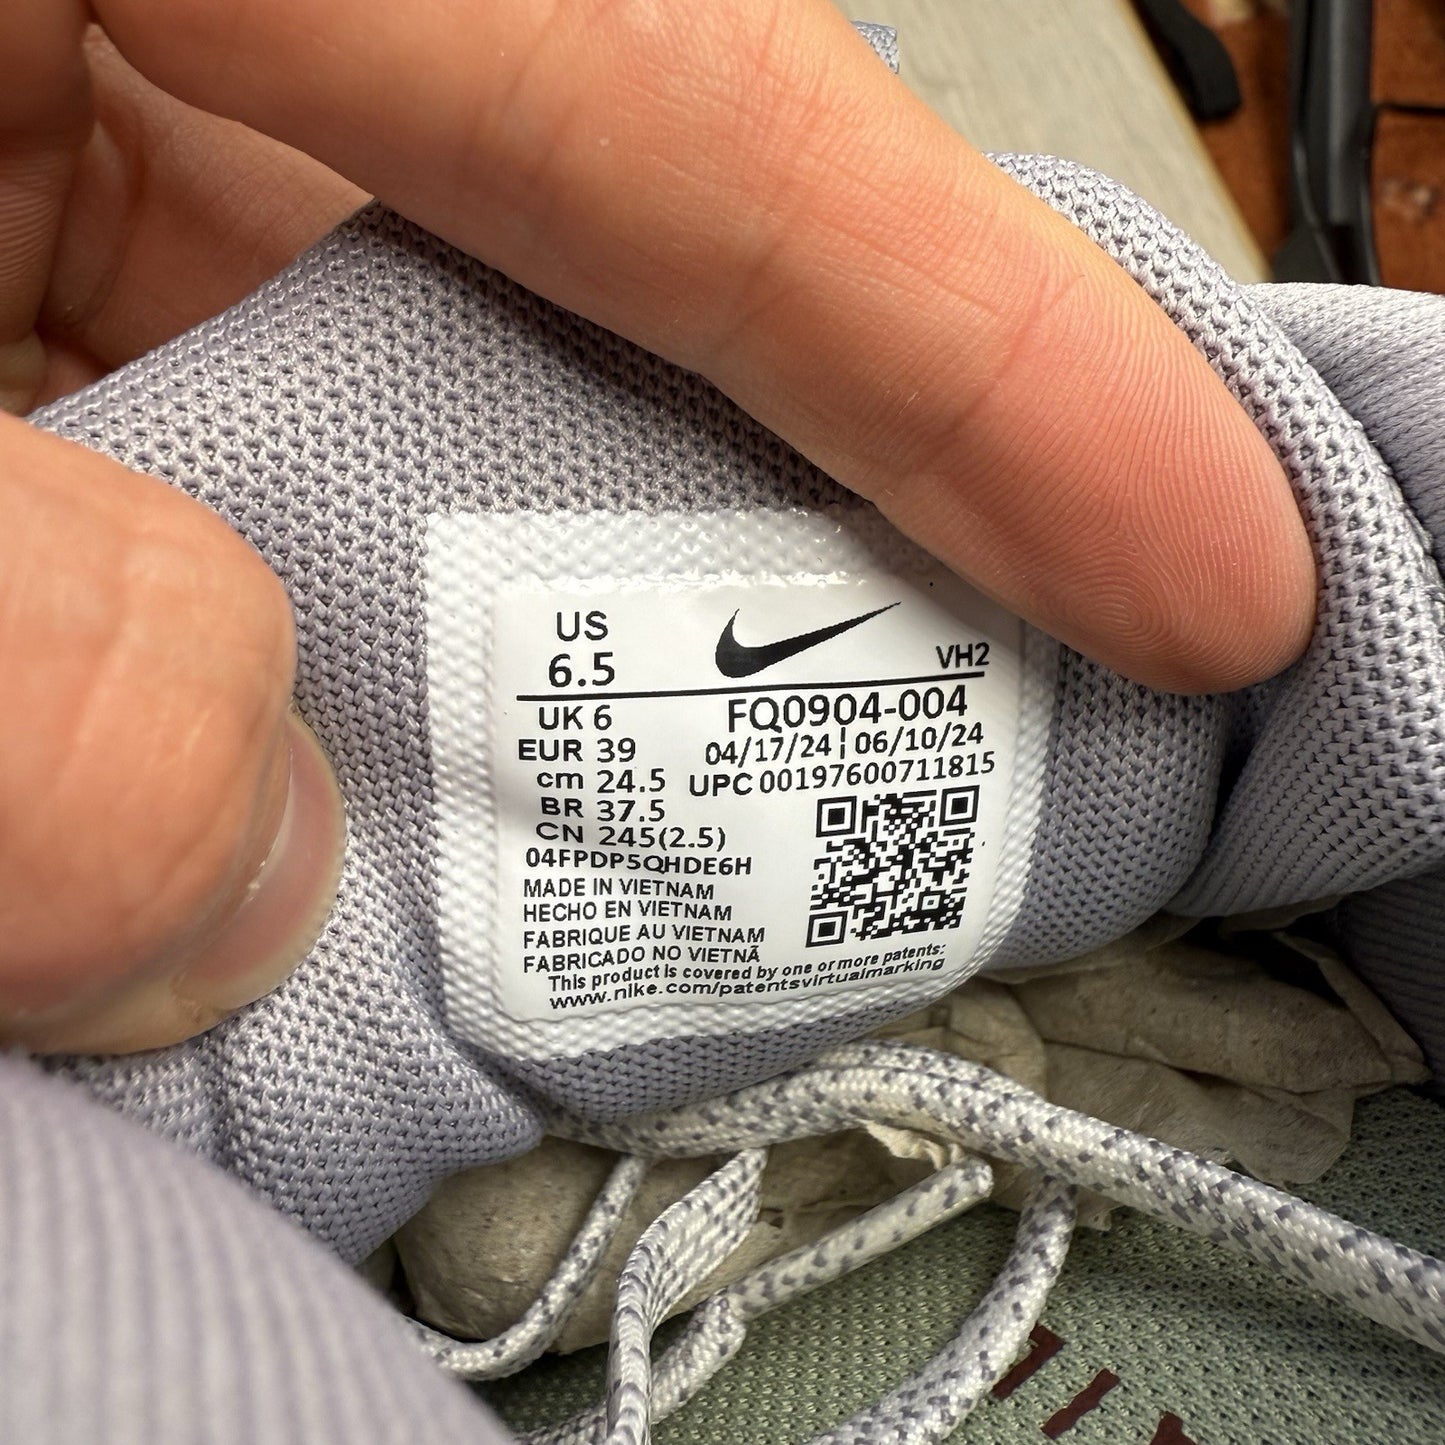 US
6.5
VH2
UK 6
FQ0904-004
EUR 39
04/17/24 ¦ 06/10/24
cm 24.5
UPC 00197600711815
BR 37.5
CN 245(2.5)
04FPDP5QHDE6H
MADE IN VIETNAM
HECHO EN VIETNAM
FABRIQUE AU VIETNAM
FABRICADO NO VIETNÃ
This product is covered by one or more patents:
www.nike.com/patentsvirtualmarking